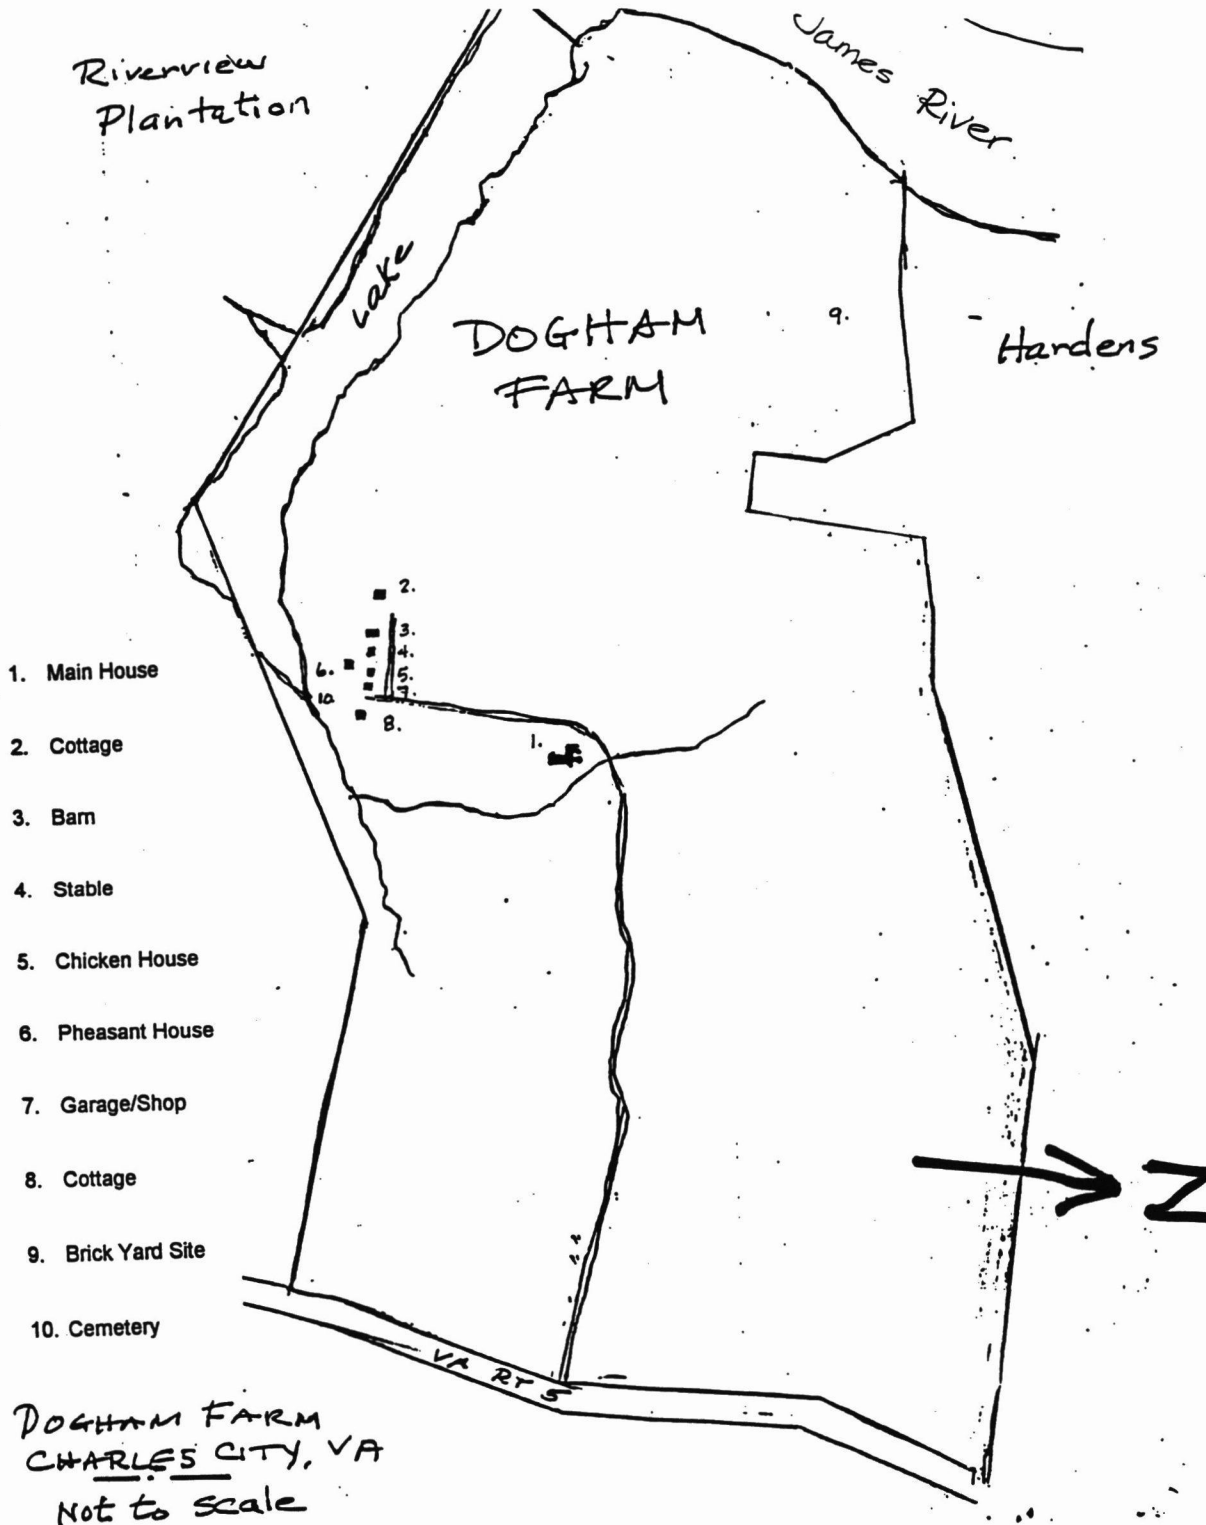 James
River
Riverview
Plantation
Lake
DOGHAM
FARM
9.
Hardens
2.
3.
4.
6.
5.
7.
10
8.
1.
1. Main House
2. Cottage
3. Barn
4. Stable
5. Chicken House
6. Pheasant House
7. Garage/Shop
8. Cottage
9. Brick Yard Site
10. Cemetery
N
VA RT 5
DOGHAM FARM
CHARLES CITY, VA
Not to scale